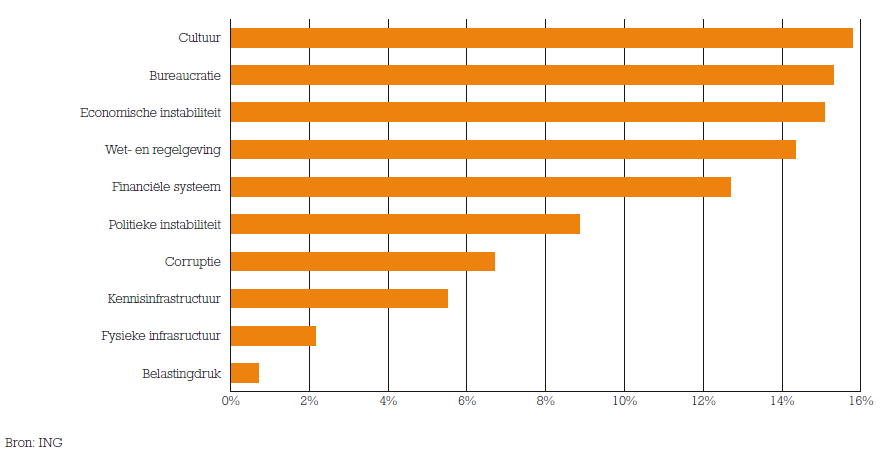 Cultuur
Bureaucratie
Economische instabiliteit
Wet- en regelgeving
Financiële systeem
Politieke instabiliteit
Corruptie
Kennisinfrastructuur
Fysieke infrasructuur
Belastingdruk
0% 2% 4% 6% 8% 10% 12% 14% 16%
Bron: ING